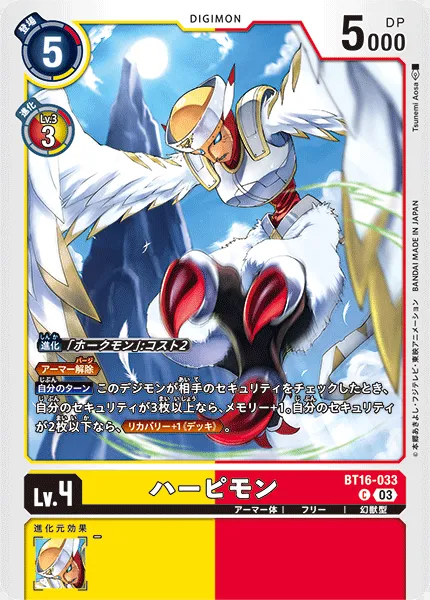 登場
5
DIGIMON
DP
5000
進化
Lv.3
3
Tsunemi Aosa
BANDAI MADE IN JAPAN
© 本郷あきよし・フジテレビ・東映アニメーション
進化 「ホークモン」:コスト2
アーマー解除
自分のターン このデジモンが相手のセキュリティをチェックしたとき、
自分のセキュリティが3枚以上なら、メモリー+1。自分のセキュリティ
が2枚以下なら、リカバリー+1《デッキ》。
BT16-033
Lv.4
ハーピモン
C 03
アーマー体 | フリー | 幻獣型
進化元効果
－